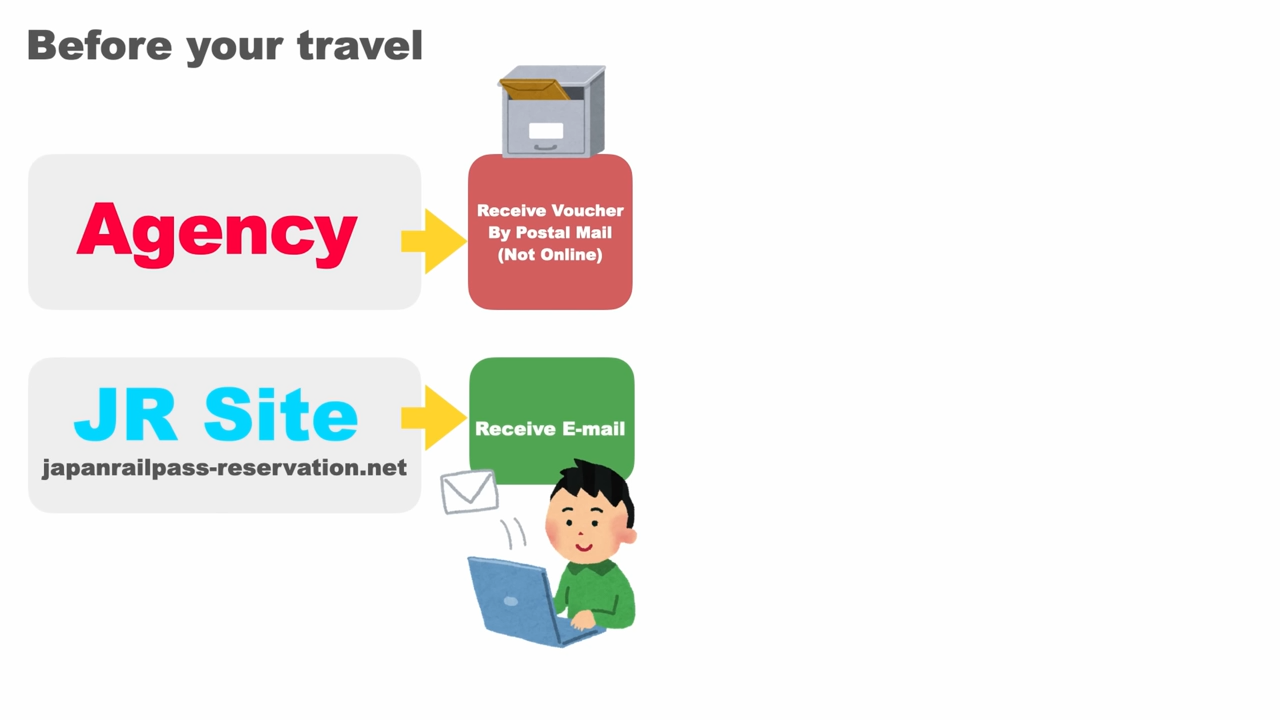 Before your travel
Agency
Receive Voucher
By Postal Mail
(Not Online)
JR Site
japanrailpass-reservation.net
Receive E-mail